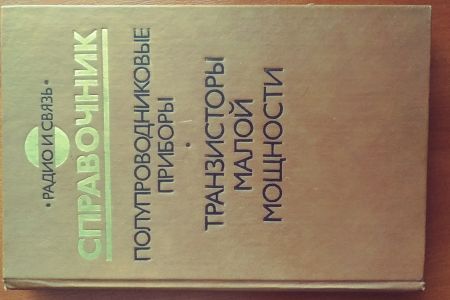 • РАДИО И СВЯЗЬ •
СПРАВОЧНИК
ПОЛУПРОВОДНИКОВЫЕ
ПРИБОРЫ
•
ТРАНЗИСТОРЫ
МАЛОЙ
МОЩНОСТИ